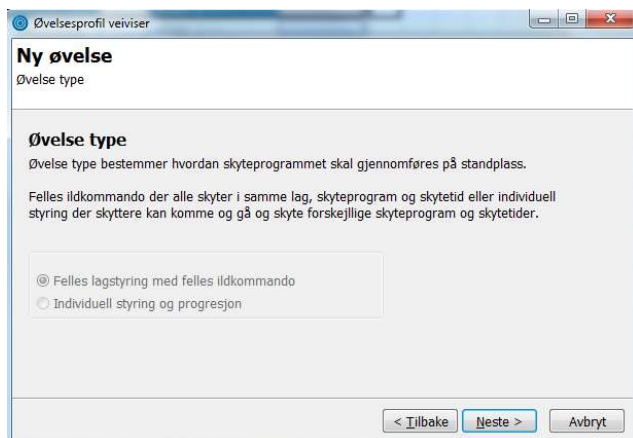 Øvelsesprofil veiviser
Ny øvelse
Øvelse type
Øvelse type
Øvelse type bestemmer hvordan skyteprogrammet skal gjennomføres på standplass.
Felles ildkommando der alle skyter i samme lag, skyteprogram og skytetid eller individuell
styring der skyttere kan komme og gå og skyte forskejllige skyteprogram og skytetider.
Felles lagstyring med felles ildkommando
Individuell styring og progresjon
< Tilbake Neste > Avbryt